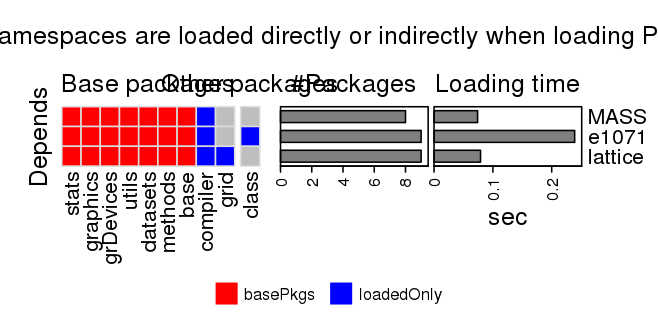 amespaces are loaded directly or indirectly when loading P
Base packages
Other packages
#Packages
Loading time
Depends
MASS
e1071
lattice
stats
graphics
grDevices
utils
datasets
methods
base
compiler
grid
class
0 2 4 6 8
0 0.1 0.2
sec
basePkgs loadedOnly